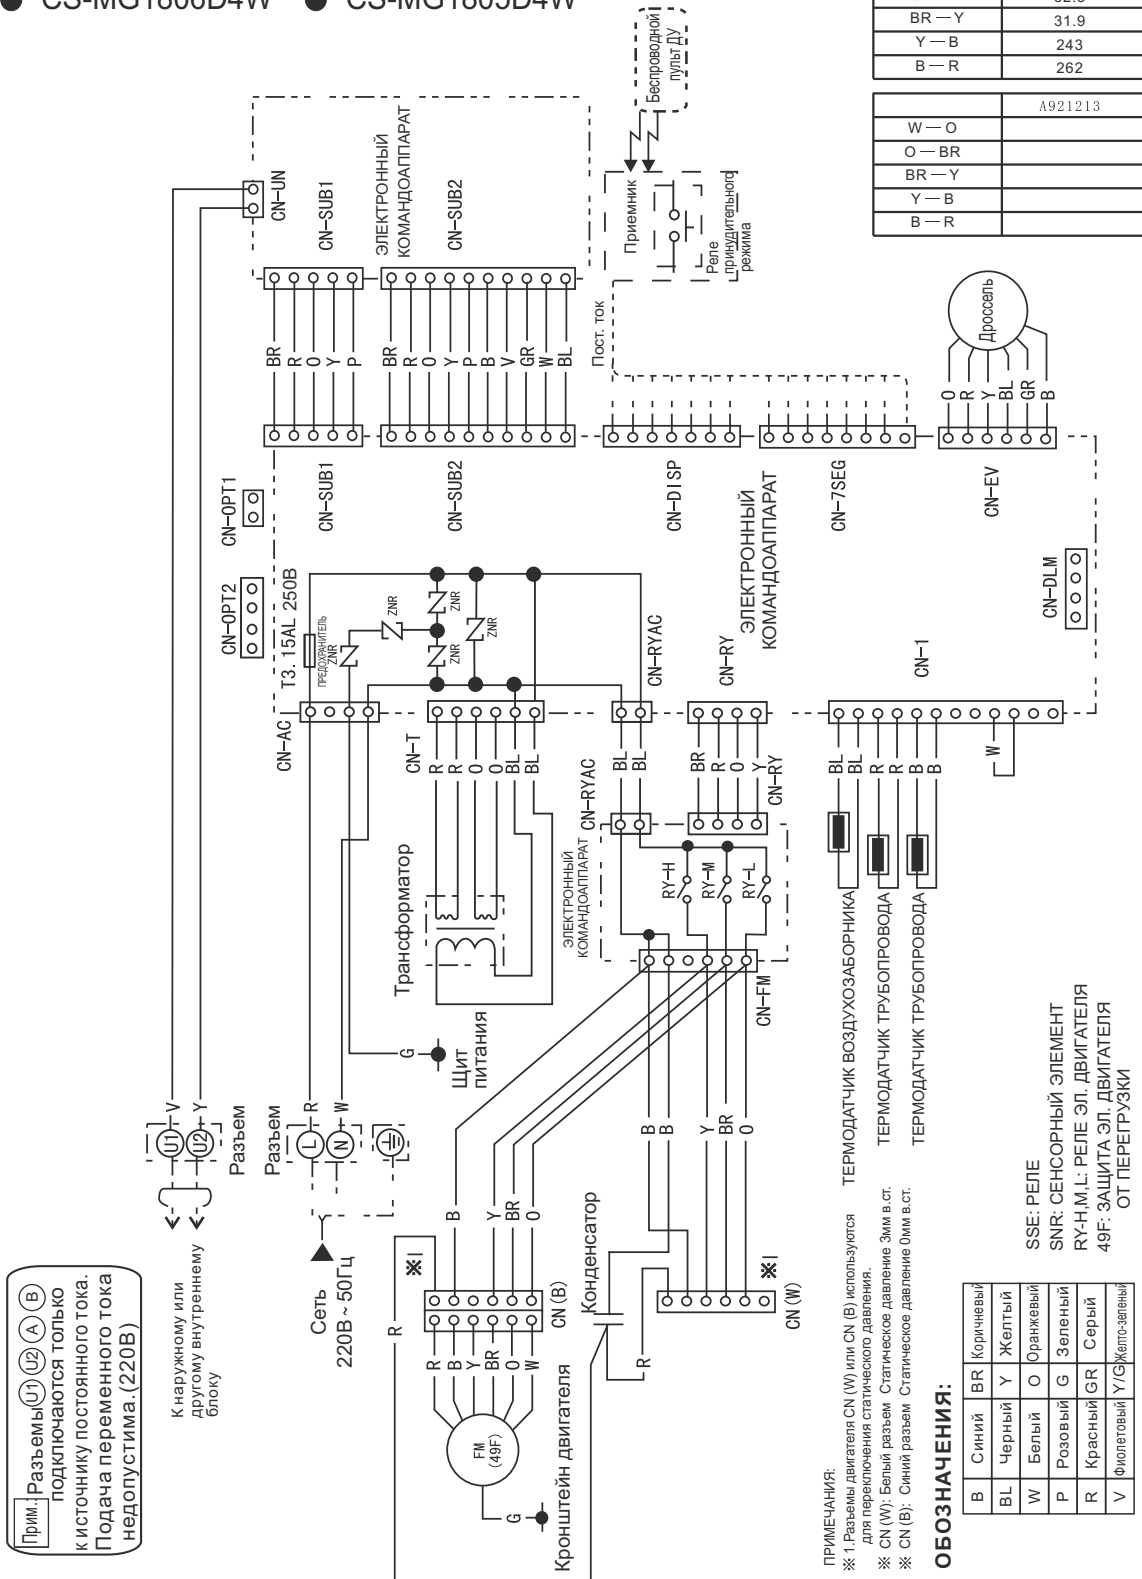 ● CS-MG1806D4W ● CS-MG1805D4W
BR — Y 31.9
Y — B 243
B — R 262
A921213
W — O
O — BR
BR — Y
Y — B
B — R
Беспроводной
пульт ДУ
Приемник
Реле
принудительного
режима
Пост. ток
Дроссель
O
R
Y
BL
GR
B
CN-EV
CN-UN
CN-SUB1
ЭЛЕКТРОННЫЙ
КОМАНДОАППАРАТ
CN-SUB2
BR
R
O
Y
P
BR
R
O
Y
P
B
V
GR
W
BL
CN-OPT1
CN-SUB1
CN-SUB2
CN-DISP
CN-7SEG
CN-OPT2
T3.15AL 250В
ПРЕДОХРАНИТЕЛЬ
ZNR
ZNR
ZNR
ZNR
ZNR
ЭЛЕКТРОННЫЙ
КОМАНДОАППАРАТ
CN-DLM
CN-AC
CN-T
R
R
O
O
BL
BL
CN-RYAC
BL
BL
CN-RYAC
CN-RY
BR
R
O
Y
CN-RY
CN-1
BL
BL
R
R
B
B
W
Трансформатор
ЭЛЕКТРОННЫЙ
КОМАНДОАППАРАТ
RY-H
RY-M
RY-L
CN-FM
ТЕРМОДАТЧИК ВОЗДУХОЗАБОРНИКА
ТЕРМОДАТЧИК ТРУБОПРОВОДА
ТЕРМОДАТЧИК ТРУБОПРОВОДА
G
Щит
питания
V
Y
U1
U2
Разъем
К наружному или
другому внутреннему
блоку
Разъем
R
W
L
N
Сеть
220В ~ 50Гц
B
Y
BR
O
B
B
Y
BR
O
R
※1
CN (B)
R
B
Y
BR
O
W
FM
(49F)
G
Кронштейн двигателя
Конденсатор
R
※1
CN (W)
Прим.: Разъемы U1 U2 A B
подключаются только
к источнику постоянного тока.
Подача переменного тока
недопустима.(220В)
ПРИМЕЧАНИЯ:
※ 1.Разъемы двигателя CN (W) или CN (B) используются
для переключения статического давления.
※ CN (W): Белый разъем Статическое давление 3мм в.ст.
※ CN (B): Синий разъем Статическое давление 0мм в.ст.
SSE: РЕЛЕ
SNR: СЕНСОРНЫЙ ЭЛЕМЕНТ
RY-H,M,L: РЕЛЕ ЭЛ. ДВИГАТЕЛЯ
49F: ЗАЩИТА ЭЛ. ДВИГАТЕЛЯ
ОТ ПЕРЕГРУЗКИ
ОБОЗНАЧЕНИЯ:
B Синий BR Коричневый
BL Черный Y Желтый
W Белый O Оранжевый
P Розовый G Зеленый
R Красный GR Серый
V Фиолетовый Y/G Желто-зеленый